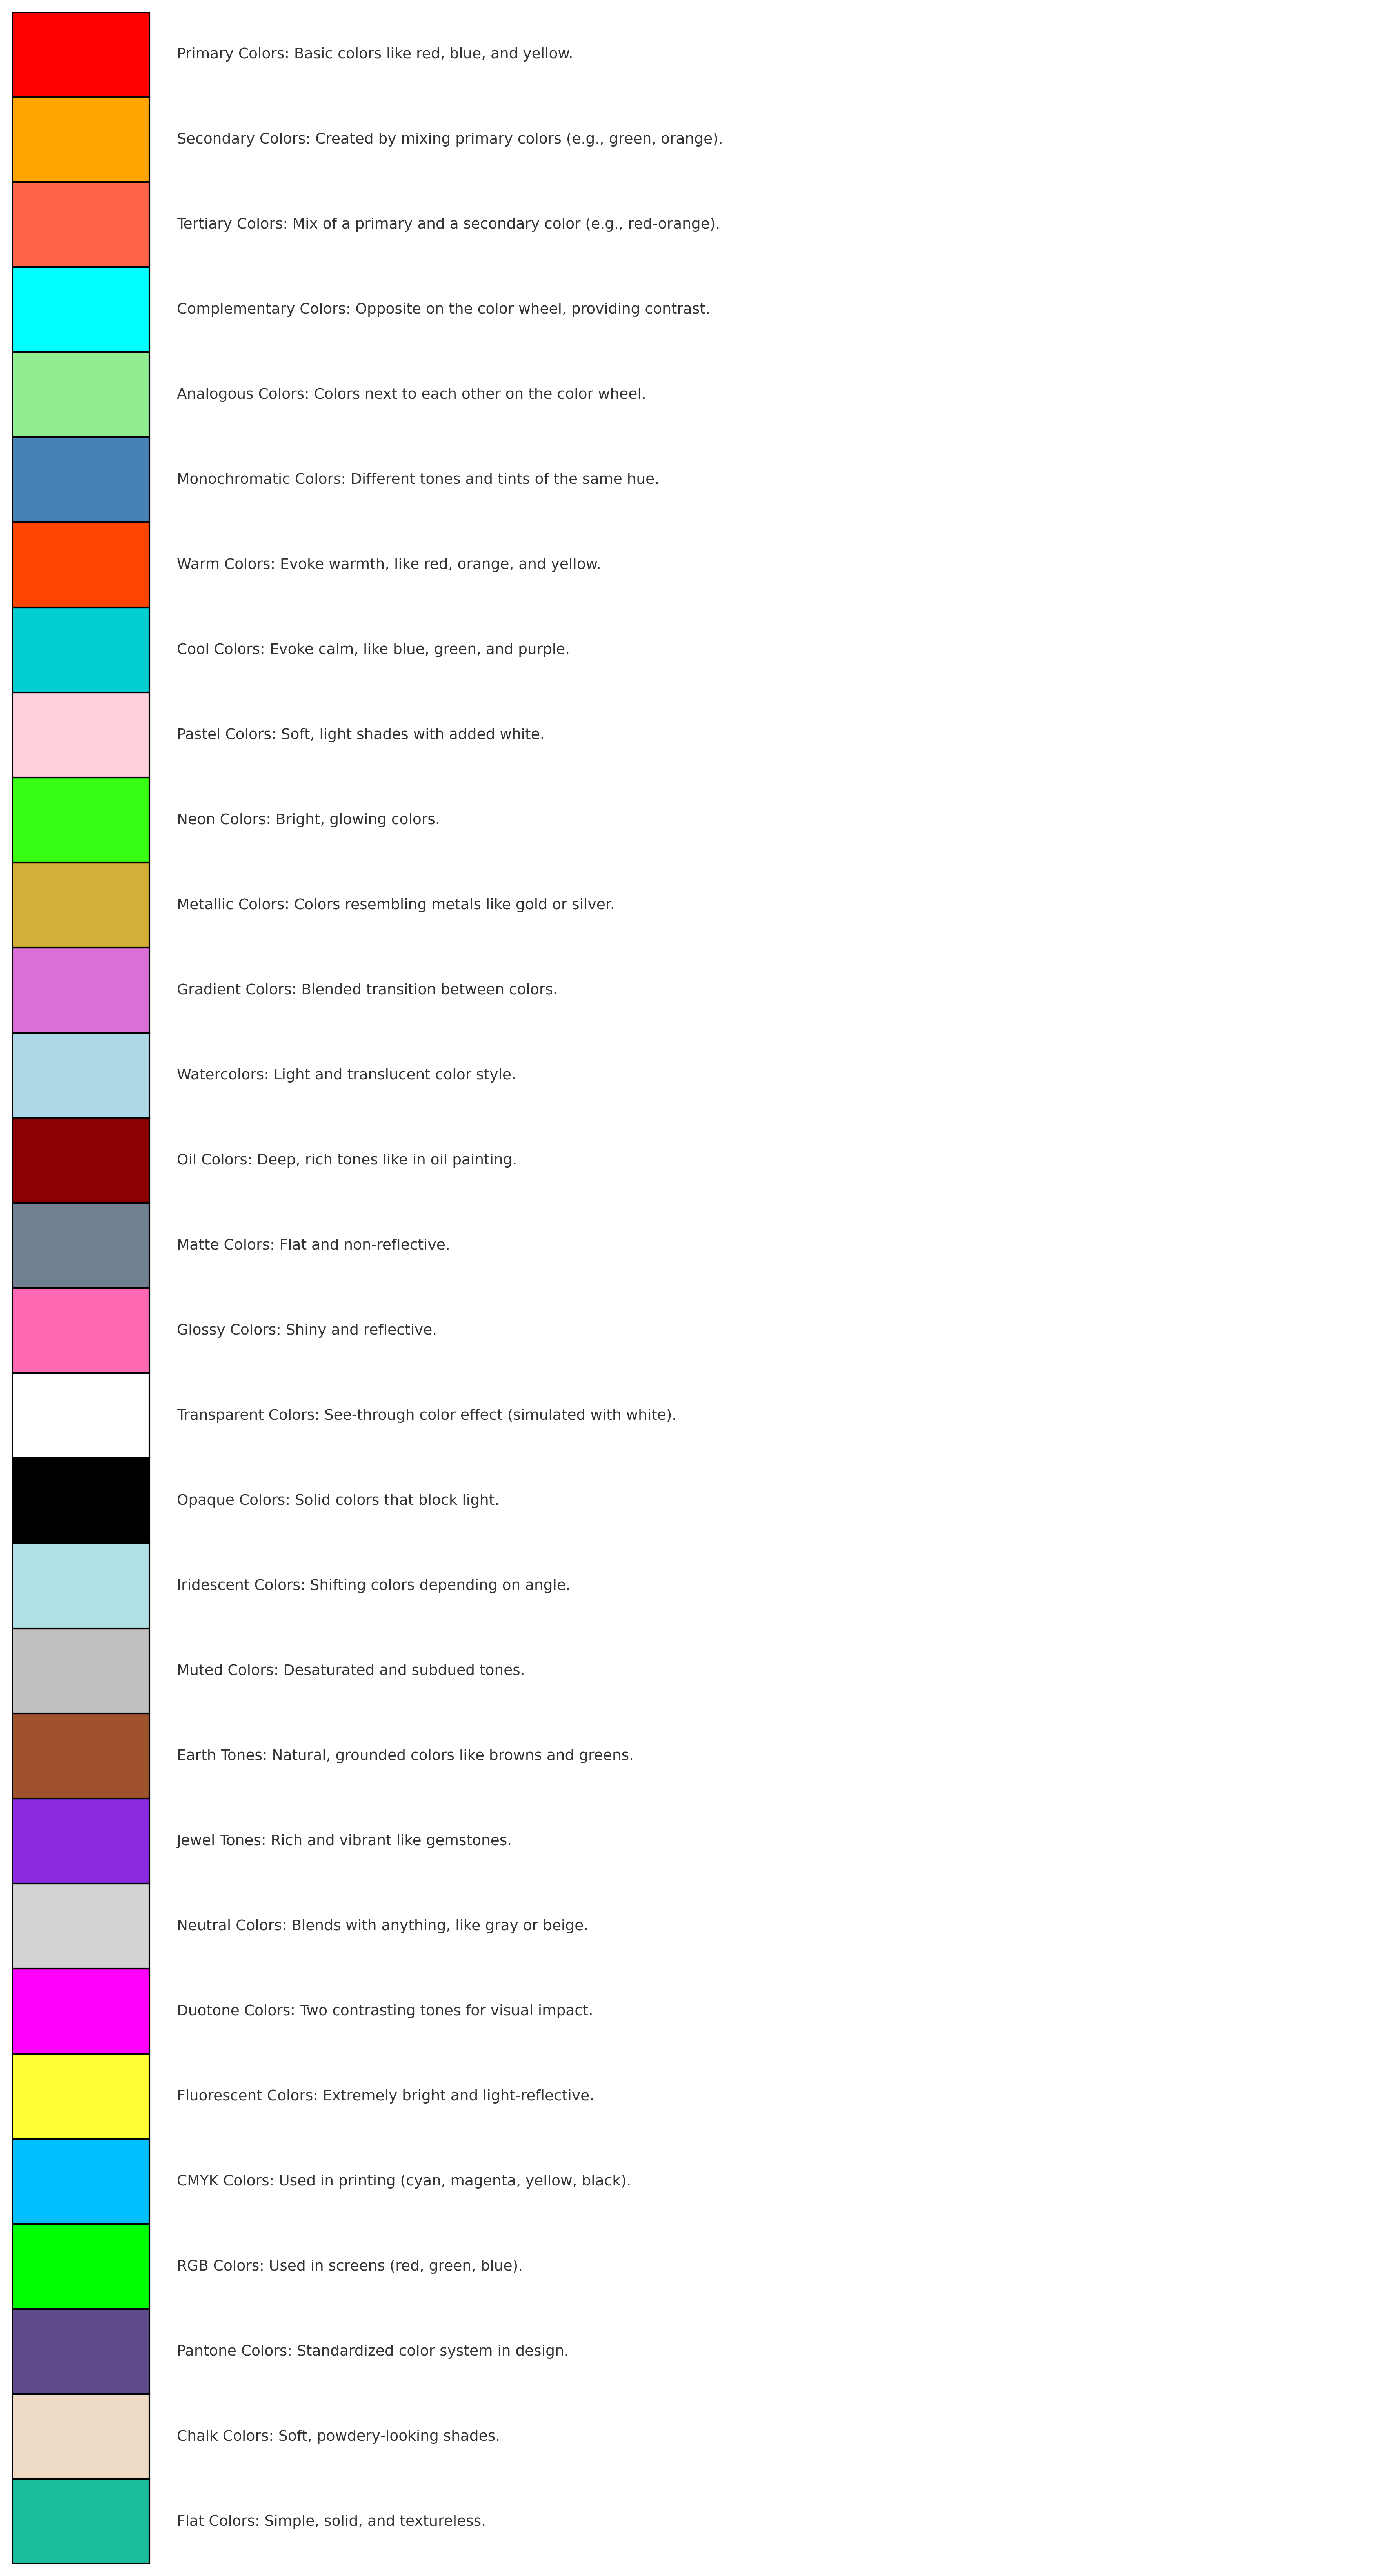 Primary Colors: Basic colors like red, blue, and yellow.
Secondary Colors: Created by mixing primary colors (e.g., green, orange).
Tertiary Colors: Mix of a primary and a secondary color (e.g., red-orange).
Complementary Colors: Opposite on the color wheel, providing contrast.
Analogous Colors: Colors next to each other on the color wheel.
Monochromatic Colors: Different tones and tints of the same hue.
Warm Colors: Evoke warmth, like red, orange, and yellow.
Cool Colors: Evoke calm, like blue, green, and purple.
Pastel Colors: Soft, light shades with added white.
Neon Colors: Bright, glowing colors.
Metallic Colors: Colors resembling metals like gold or silver.
Gradient Colors: Blended transition between colors.
Watercolors: Light and translucent color style.
Oil Colors: Deep, rich tones like in oil painting.
Matte Colors: Flat and non-reflective.
Glossy Colors: Shiny and reflective.
Transparent Colors: See-through color effect (simulated with white).
Opaque Colors: Solid colors that block light.
Iridescent Colors: Shifting colors depending on angle.
Muted Colors: Desaturated and subdued tones.
Earth Tones: Natural, grounded colors like browns and greens.
Jewel Tones: Rich and vibrant like gemstones.
Neutral Colors: Blends with anything, like gray or beige.
Duotone Colors: Two contrasting tones for visual impact.
Fluorescent Colors: Extremely bright and light-reflective.
CMYK Colors: Used in printing (cyan, magenta, yellow, black).
RGB Colors: Used in screens (red, green, blue).
Pantone Colors: Standardized color system in design.
Chalk Colors: Soft, powdery-looking shades.
Flat Colors: Simple, solid, and textureless.